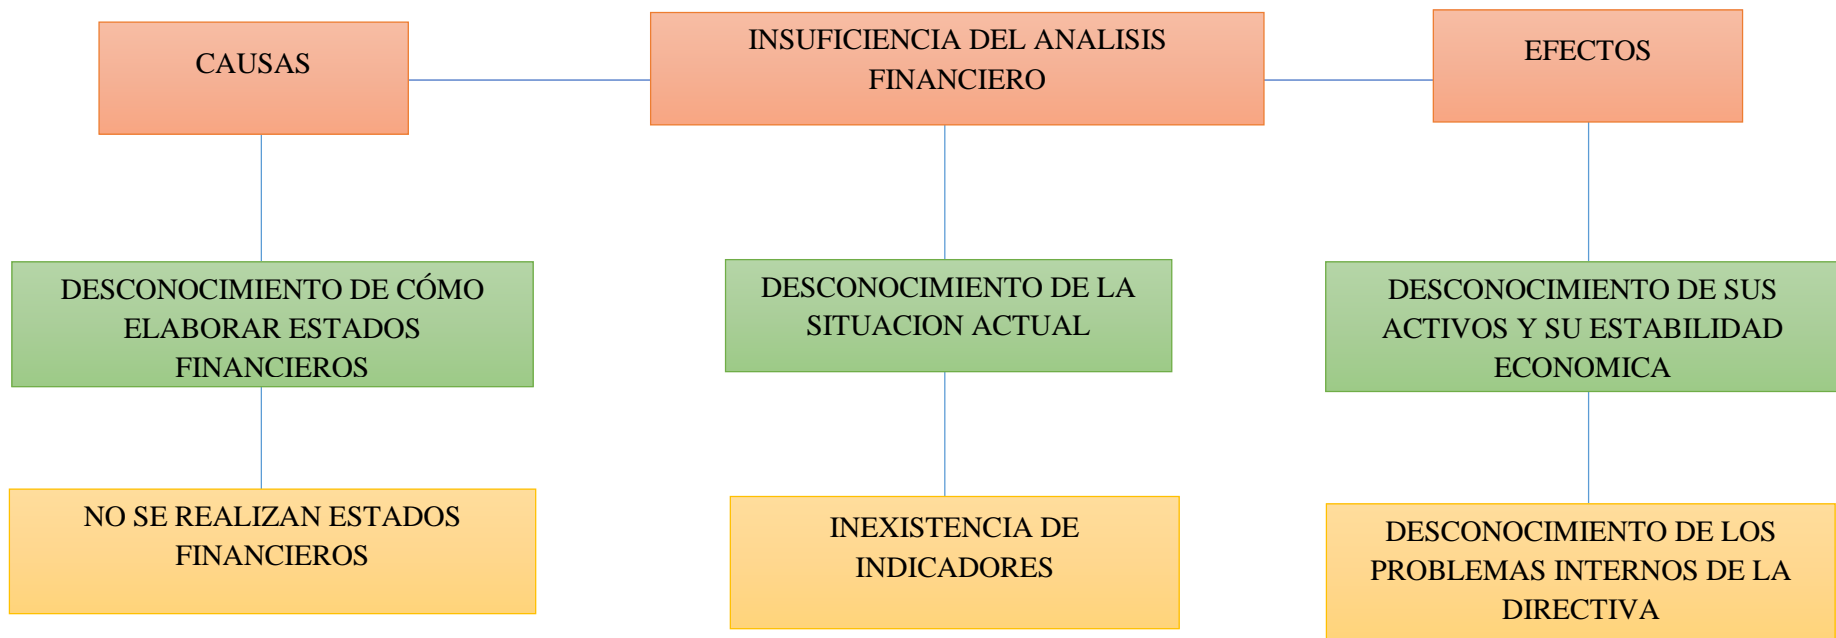 CAUSAS
INSUFICIENCIA DEL ANALISIS
FINANCIERO
EFECTOS
DESCONOCIMIENTO DE CÓMO
ELABORAR ESTADOS
FINANCIEROS
DESCONOCIMIENTO DE LA
SITUACION ACTUAL
DESCONOCIMIENTO DE SUS
ACTIVOS Y SU ESTABILIDAD
ECONOMICA
NO SE REALIZAN ESTADOS
FINANCIEROS
INEXISTENCIA DE
INDICADORES
DESCONOCIMIENTO DE LOS
PROBLEMAS INTERNOS DE LA
DIRECTIVA